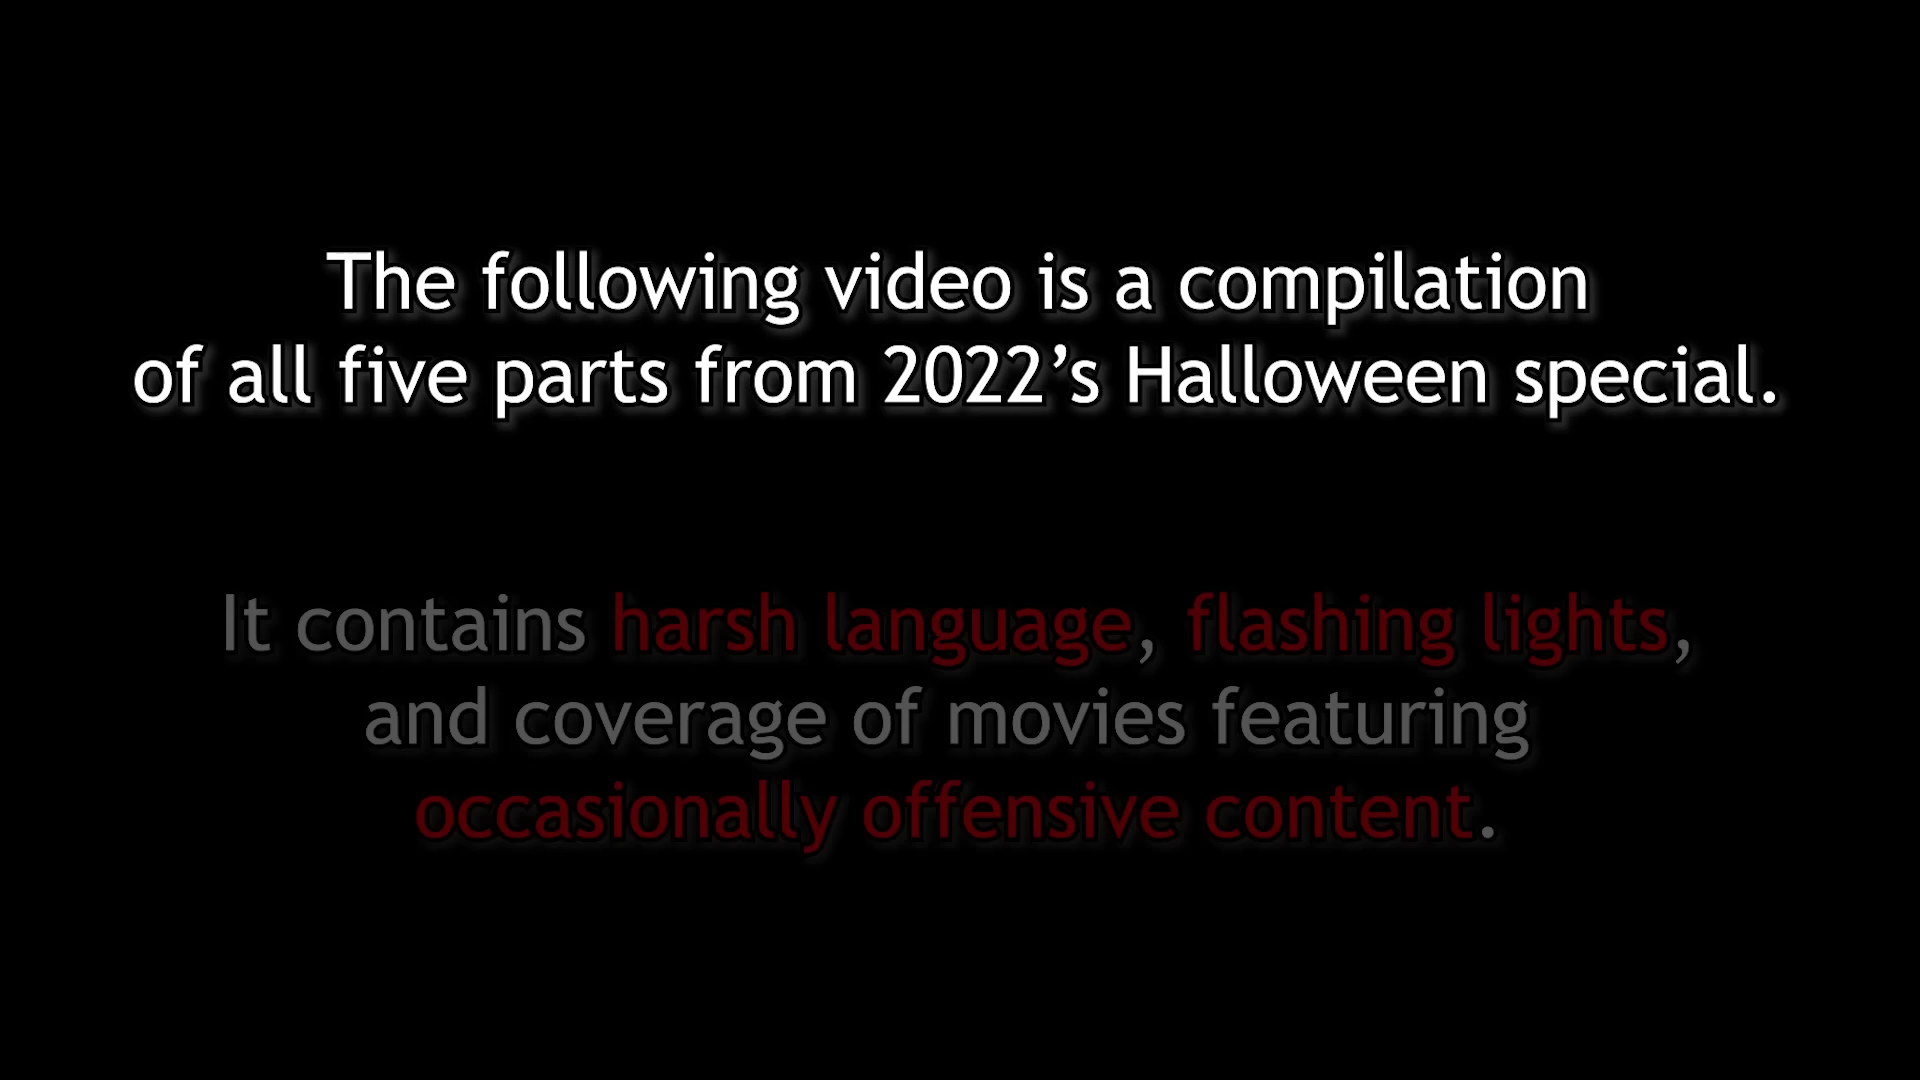 The following video is a compilation
of all five parts from 2022’s Halloween special.
It contains harsh language, flashing lights,
and coverage of movies featuring
occasionally offensive content.